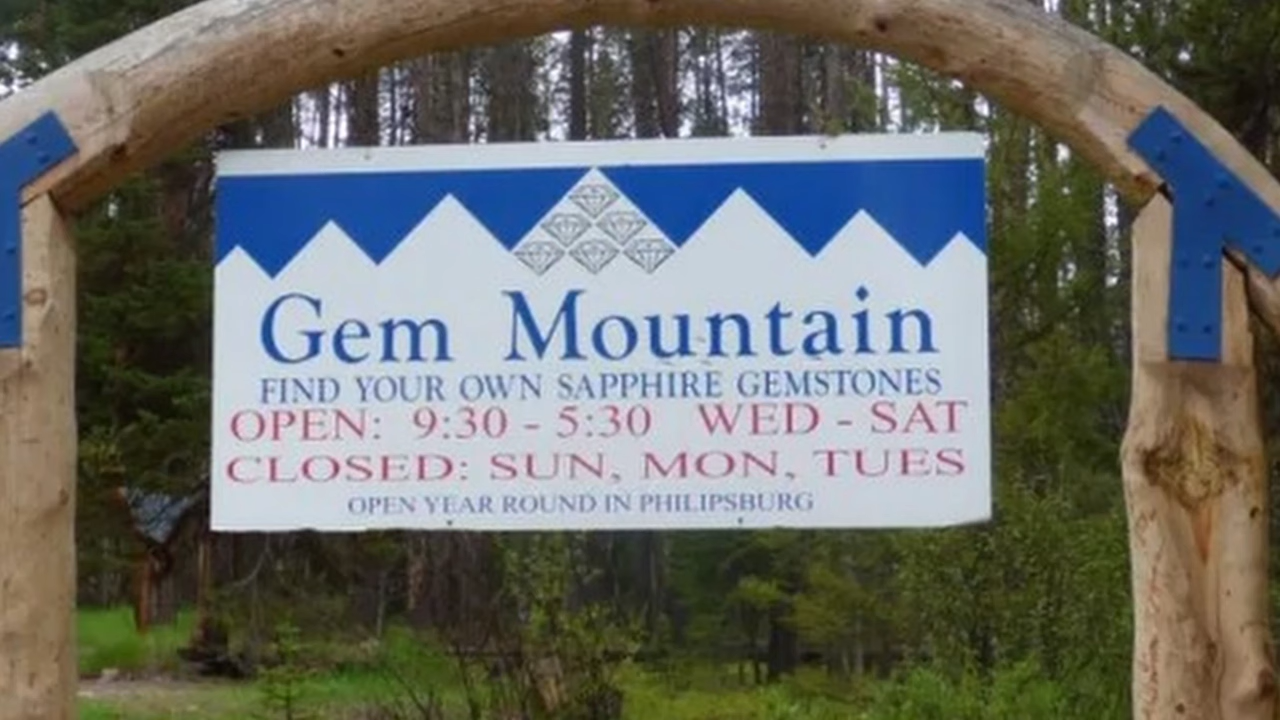 Gem Mountain
FIND YOUR OWN SAPPHIRE GEMSTONES
OPEN: 9:30 - 5:30 WED - SAT
CLOSED: SUN, MON, TUES
OPEN YEAR ROUND IN PHILIPSBURG